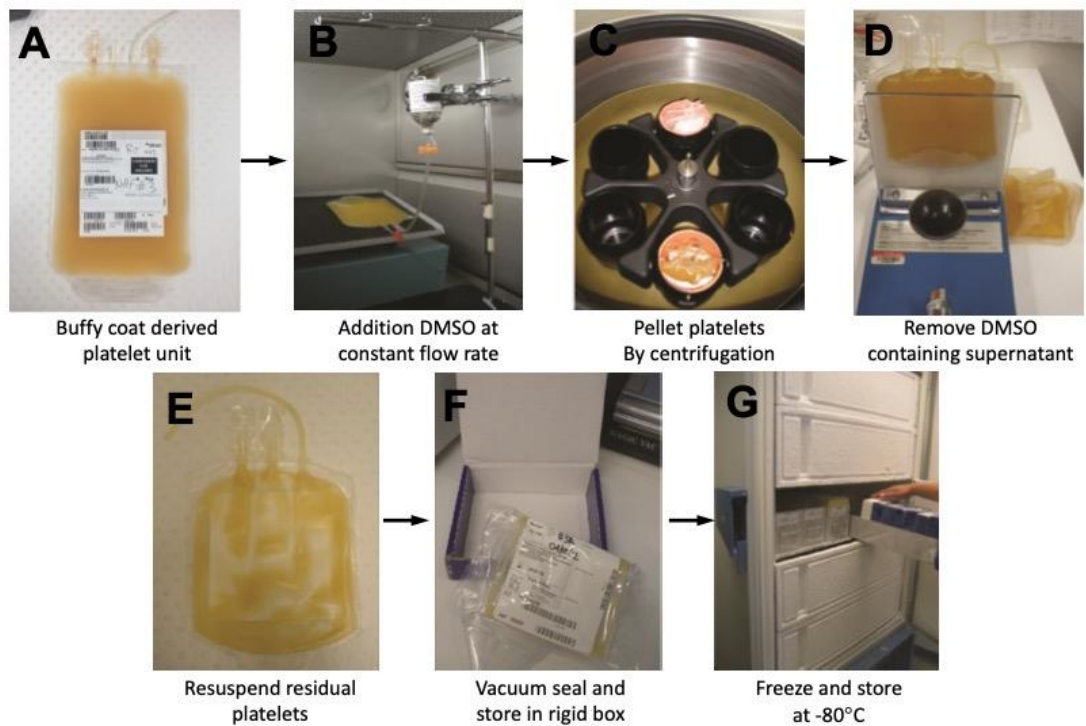 A
B
C
D
Buffy coat derived
platelet unit
Addition DMSO at
constant flow rate
Pellet platelets
By centrifugation
Remove DMSO
containing supernatant
E
F
G
Resuspend residual
platelets
Vacuum seal and
store in rigid box
Freeze and store
at -80°C